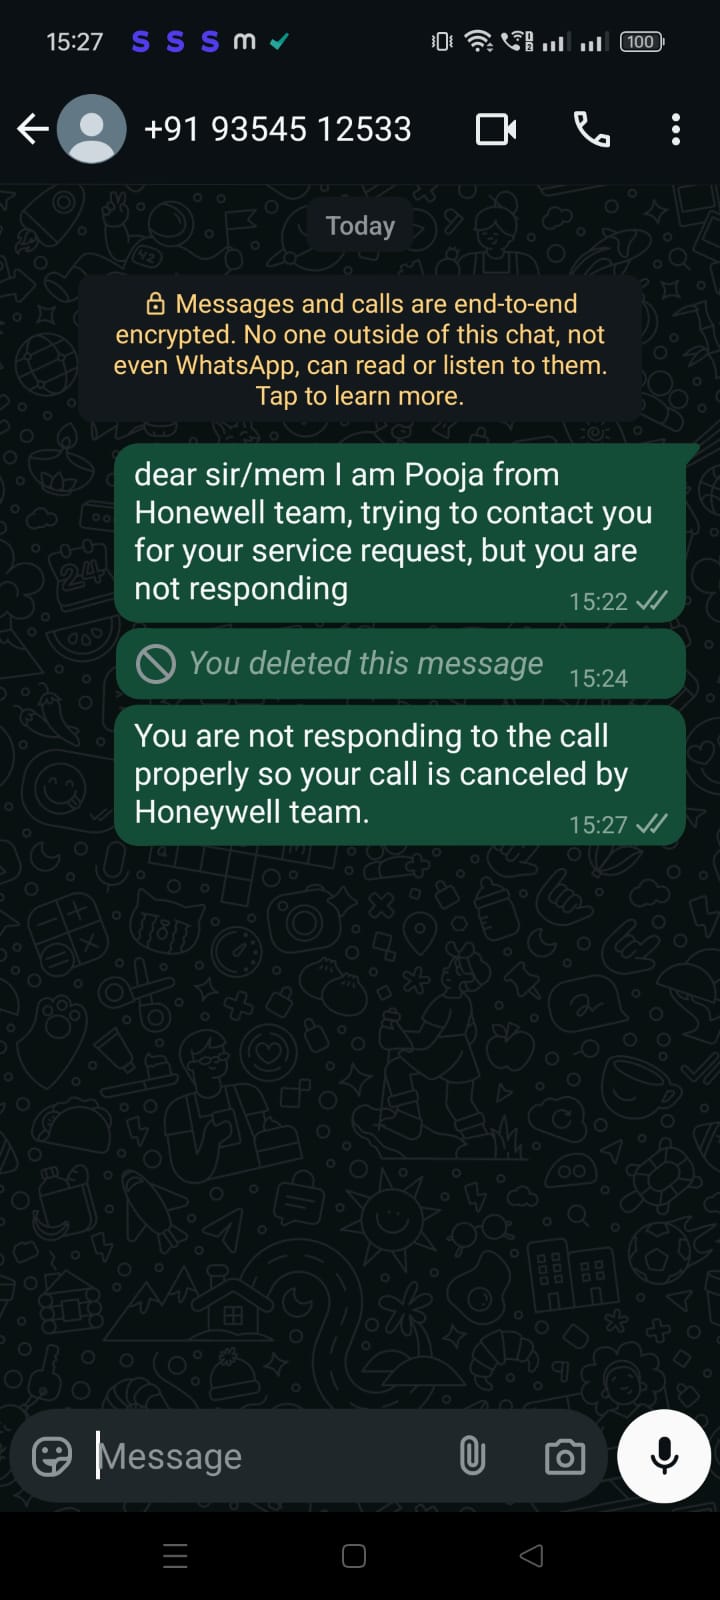 15:27 S S S m 100
+91 93545 12533
Today
Messages and calls are end-to-end
encrypted. No one outside of this chat, not
even WhatsApp, can read or listen to them.
Tap to learn more.
dear sir/mem I am Pooja from
Honewell team, trying to contact you
for your service request, but you are
not responding
15:22
You deleted this message 15:24
You are not responding to the call
properly so your call is canceled by
Honeywell team.
15:27
Message